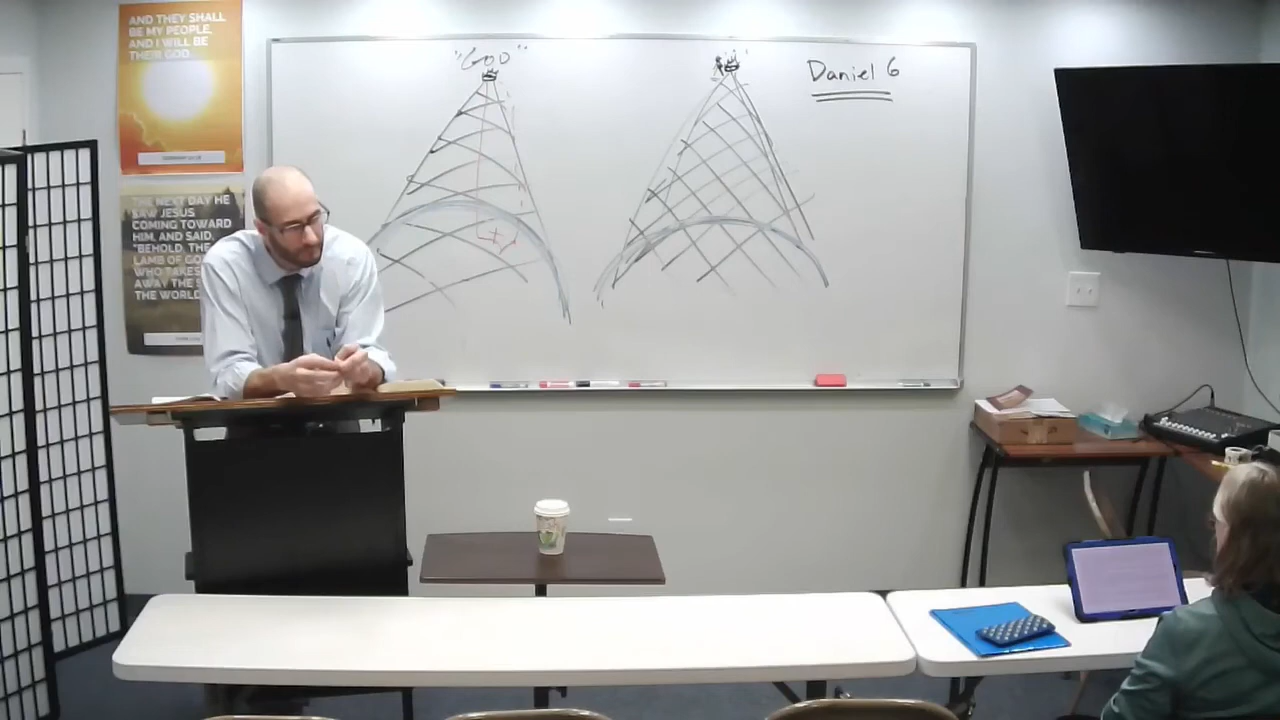 AND THEY SHALL
BE MY PEOPLE,
AND I WILL BE
THEIR GOD.
THE NEXT DAY HE
SAW JESUS
COMING TOWARD
HIM, AND SAID,
"BEHOLD, THE
LAMB OF
WHO TAKES
AWAY THE
THE WORLD
"GOD"
Daniel 6